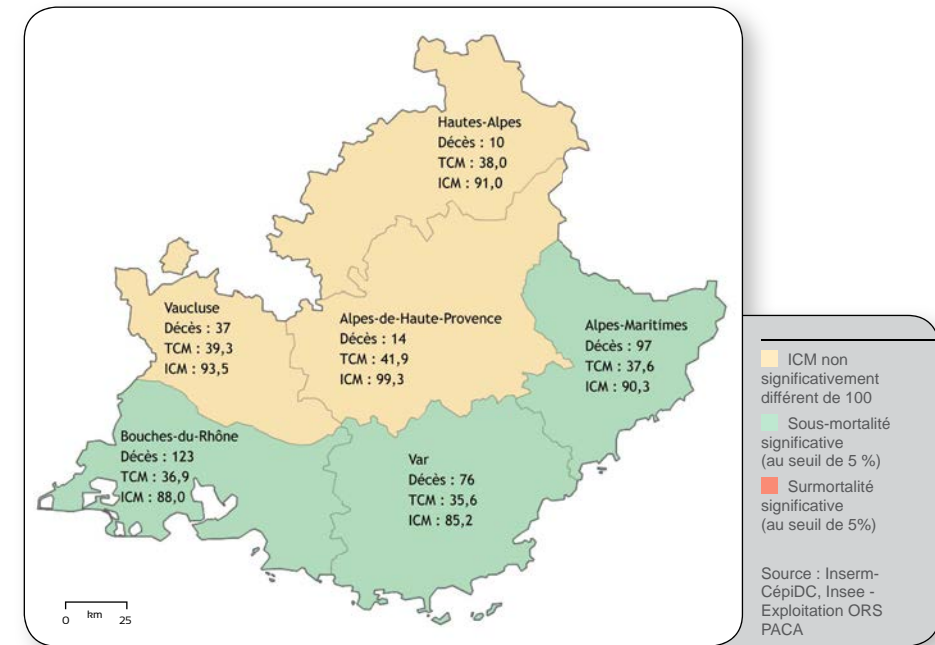 Hautes-Alpes
Décès : 10
TCM : 38,0
ICM : 91,0
Vaucluse
Décès : 37
TCM : 39,3
ICM : 93,5
Alpes-de-Haute-Provence
Décès : 14
TCM : 41,9
ICM : 99,3
Alpes-Maritimes
Décès : 97
TCM : 37,6
ICM : 90,3
Bouches-du-Rhône
Décès : 123
TCM : 36,9
ICM : 88,0
Var
Décès : 76
TCM : 35,6
ICM : 85,2
0 km 25
ICM non
significativement
différent de 100
Sous-mortalité
significative
(au seuil de 5 %)
Surmortalité
significative
(au seuil de 5%)
Source : Inserm-
CépiDC, Insee -
Exploitation ORS
PACA